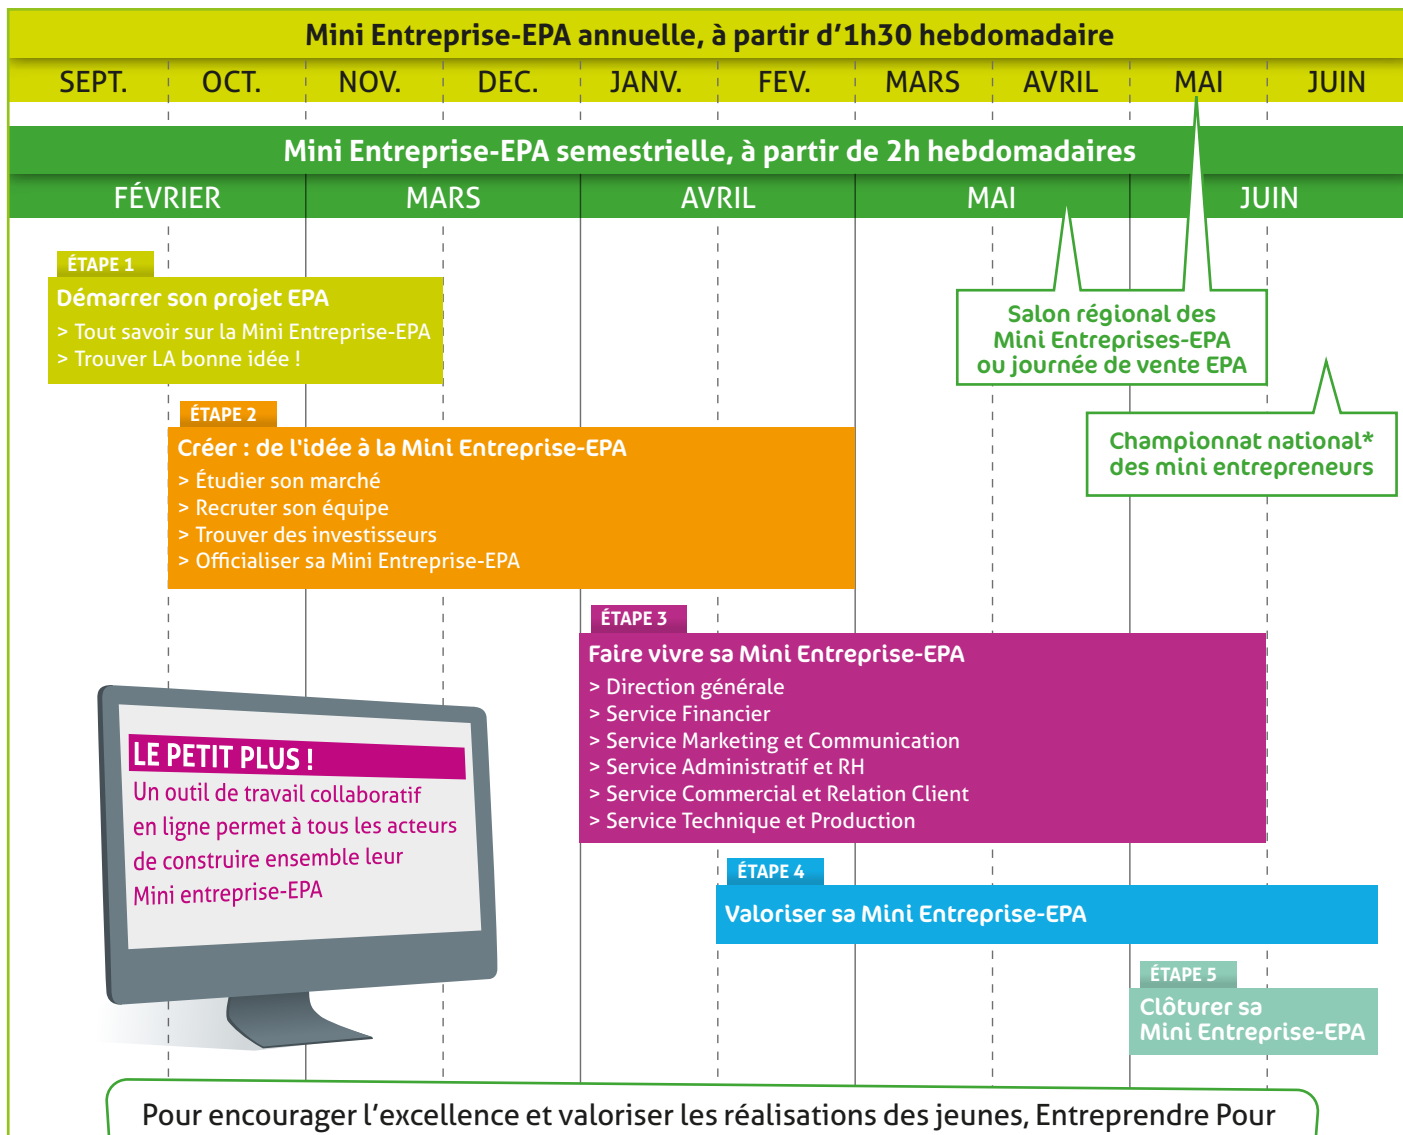 Mini Entreprise-EPA annuelle, à partir d’1h30 hebdomadaire
SEPT. OCT. NOV. DEC. JANV. FEV. MARS AVRIL MAI JUIN
Mini Entreprise-EPA semestrielle, à partir de 2h hebdomadaires
FÉVRIER MARS AVRIL MAI JUIN
ÉTAPE 1
Démarrer son projet EPA
> Tout savoir sur la Mini Entreprise-EPA
> Trouver LA bonne idée !
Salon régional des
Mini Entreprises-EPA
ou journée de vente EPA
ÉTAPE 2
Créer : de l'idée à la Mini Entreprise-EPA
> Étudier son marché
> Recruter son équipe
> Trouver des investisseurs
> Officialiser sa Mini Entreprise-EPA
Championnat national*
des mini entrepreneurs
ÉTAPE 3
Faire vivre sa Mini Entreprise-EPA
> Direction générale
> Service Financier
> Service Marketing et Communication
> Service Administratif et RH
> Service Commercial et Relation Client
> Service Technique et Production
LE PETIT PLUS !
Un outil de travail collaboratif
en ligne permet à tous les acteurs
de construire ensemble leur
Mini entreprise-EPA
ÉTAPE 4
Valoriser sa Mini Entreprise-EPA
ÉTAPE 5
Clôturer sa
Mini Entreprise-EPA
Pour encourager l’excellence et valoriser les réalisations des jeunes, Entreprendre Pour